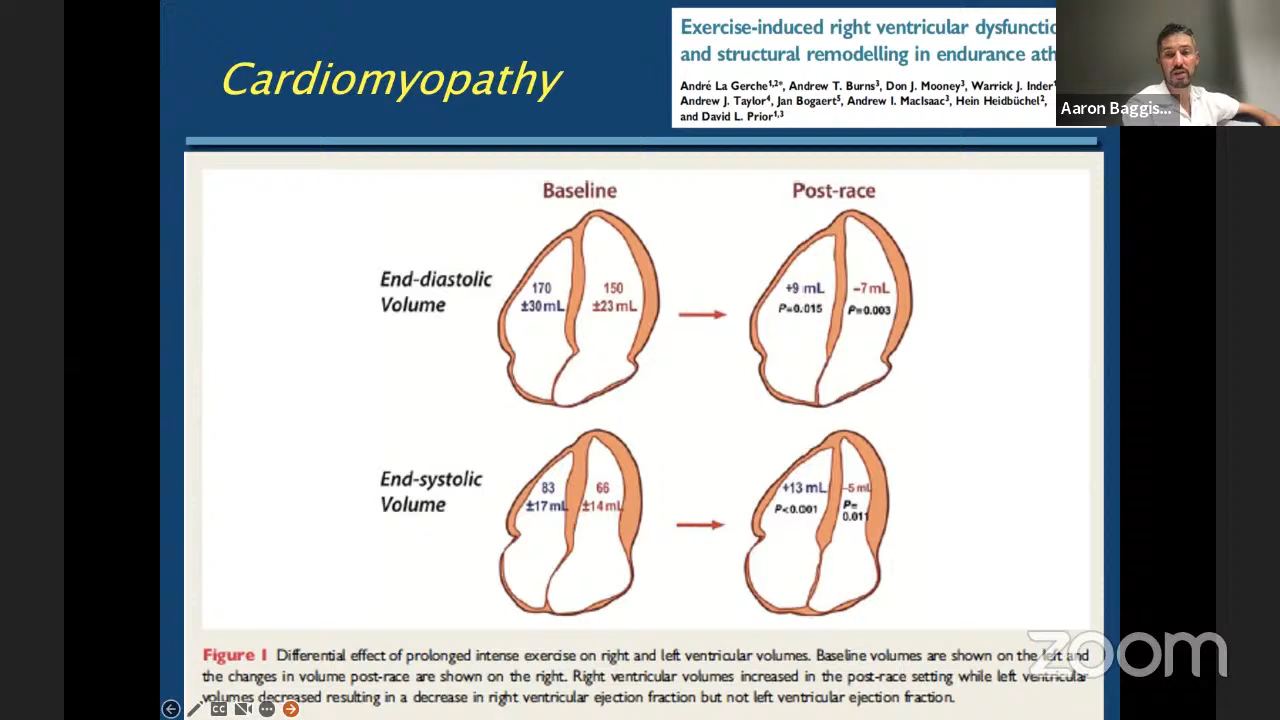 Cardiomyopathy
Exercise-induced right ventricular
and structural remodelling in endurance
André La Gerche1,2*, Andrew T. Burns3, Don J. Mooney3, Warrick J. Inder1
Andrew J. Taylor4, Jan Bogaert5, Andrew I. MacIsaac3, Hein Heidbüchel2,
and David L. Prior1,3
Aaron Baggis...
Baseline
Post-race
End-diastolic
Volume
170
±30 mL
150
±23 mL
+9 mL
P=0.015
−7 mL
P=0.003
End-systolic
Volume
83
±17 mL
66
±14 mL
+13 mL
P<0.001
−5 mL
P=
0.011
Figure 1 Differential effect of prolonged intense exercise on right and left ventricular volumes. Baseline volumes are shown on the left and
the changes in volume post-race are shown on the right. Right ventricular volumes increased in the post-race setting while left ventricular
volumes decreased resulting in a decrease in right ventricular ejection fraction but not left ventricular ejection fraction.
zoom
CC